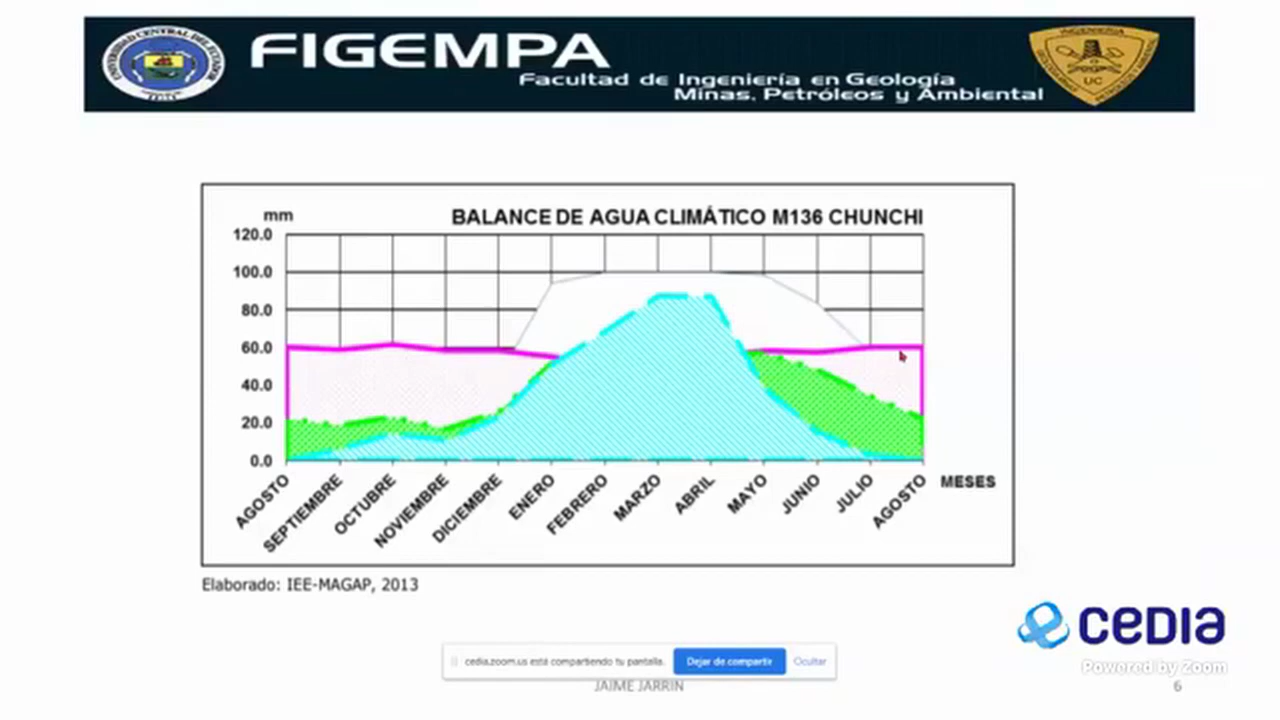 FIGEMPA
Facultad de Ingeniería en Geología
Minas, Petróleos y Ambiental
UC
mm
BALANCE DE AGUA CLIMÁTICO M136 CHUNCHI
120.0
100.0
80.0
60.0
40.0
20.0
0.0
AGOSTO
SEPTIEMBRE
OCTUBRE
NOVIEMBRE
DICIEMBRE
ENERO
FEBRERO
MARZO
ABRIL
MAYO
JUNIO
JULIO
AGOSTO
MESES
Elaborado: IEE-MAGAP, 2013
cedia
Powered by Zoom
cedia.zoom.us está compartiendo tu pantalla.
Dejar de compartir
Ocultar
JAIME JARRIN
6